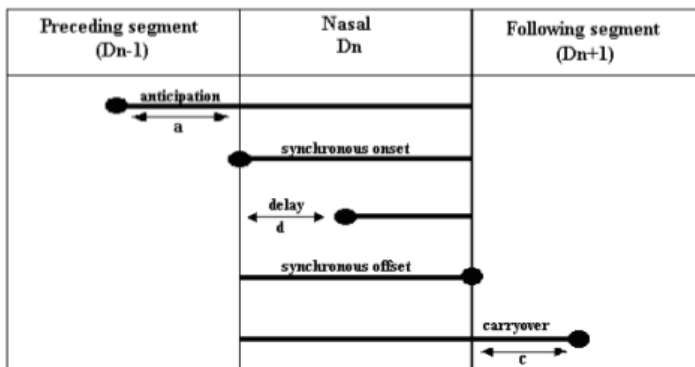 Preceding segment
(Dn-1)
Nasal
Dn
Following segment
(Dn+1)
anticipation
a
synchronous onset
delay
d
synchronous offset
carryover
c